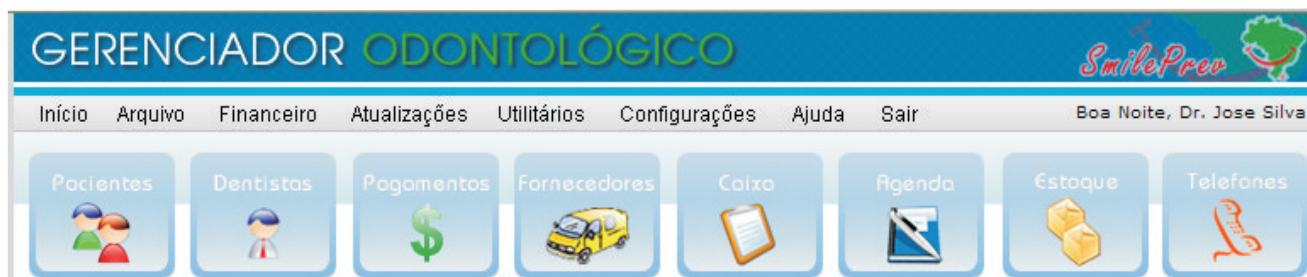 GERENCIADOR ODONTOLÓGICO
SmilePrev
Início Arquivo Financeiro Atualizações Utilitários Configurações Ajuda Sair Boa Noite, Dr. Jose Silva
Pacientes Dentistas Pagamentos Fornecedores Caixa Agenda Estoque Telefones